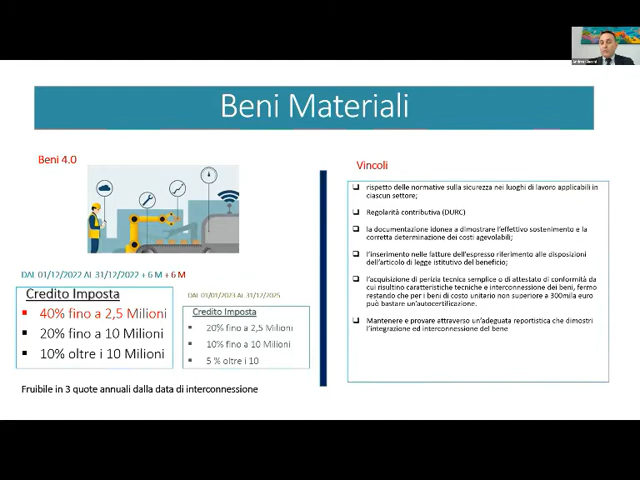 Beni Materiali
Beni 4.0
DAL 01/12/2022 AL 31/12/2022 + 6 M + 6 M
Credito Imposta
40% fino a 2,5 Milioni
20% fino a 10 Milioni
10% oltre i 10 Milioni
DAL 01/01/2023 AL 31/12/2025
Credito Imposta
20% fino a 2,5 Milioni
10% fino a 10 Milioni
5 % oltre i 10
Fruibile in 3 quote annuali dalla data di interconnessione
Vincoli
rispetto delle normative sulla sicurezza nei luoghi di lavoro applicabili in
ciascun settore;
Regolarità contributiva (DURC)
la documentazione idonea a dimostrare l'effettivo sostenimento e la
corretta determinazione dei costi agevolabili;
l'inserimento nelle fatture dell'espresso riferimento alle disposizioni
dell'articolo di legge istitutivo del beneficio;
l'acquisizione di perizia tecnica semplice o di attestato di conformità da
cui risultino caratteristiche tecniche e interconnessione dei beni, fermo
restando che per i beni di costo unitario non superiore a 300mila euro
può bastare un'autocertificazione.
Mantenere e provare attraverso un'adeguata reportistica che dimostri
l'integrazione ed interconnessione del bene